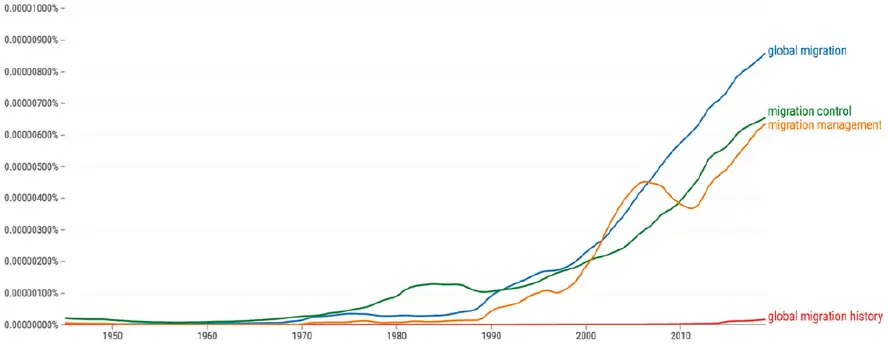 0.00001000%
0.00000900%
global migration
0.00000800%
0.00000700%
migration control
0.00000600%
migration management
0.00000500%
0.00000400%
0.00000300%
0.00000200%
0.00000100%
global migration history
0.00000000%
1950 1960 1970 1980 1990 2000 2010